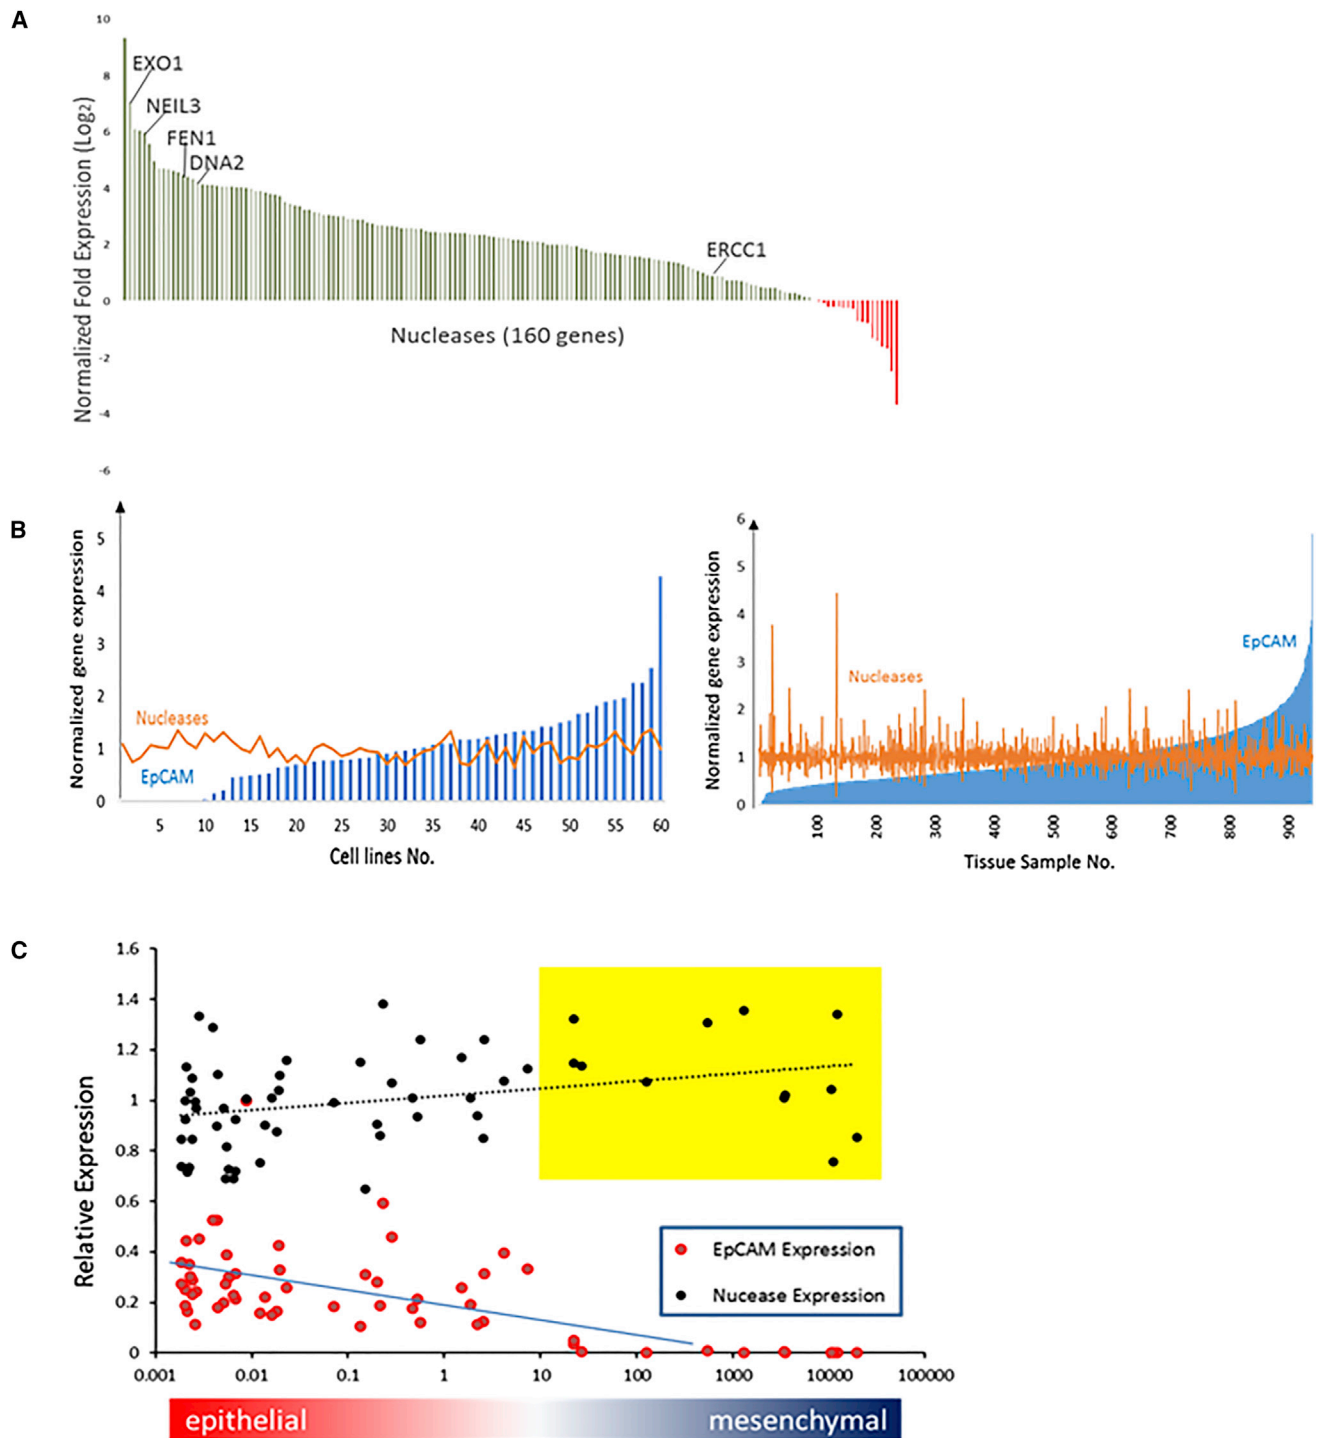 A
Normalized Fold Expression (Log2)
10
8
6
4
2
0
-2
-4
-6
EXO1
NEIL3
FEN1
DNA2
ERCC1
Nucleases (160 genes)
B
Normalized gene expression
5
4
3
2
1
0
Nucleases
EpCAM
5 10 15 20 25 30 35 40 45 50 55 60
Cell lines No.
Normalized gene expression
6
5
4
3
2
1
0
Nucleases
EpCAM
100 200 300 400 500 600 700 800 900
Tissue Sample No.
C
Relative Expression
1.6
1.4
1.2
1
0.8
0.6
0.4
0.2
0
EpCAM Expression
Nucease Expression
0.001 0.01 0.1 1 10 100 1000 10000 100000
epithelial mesenchymal